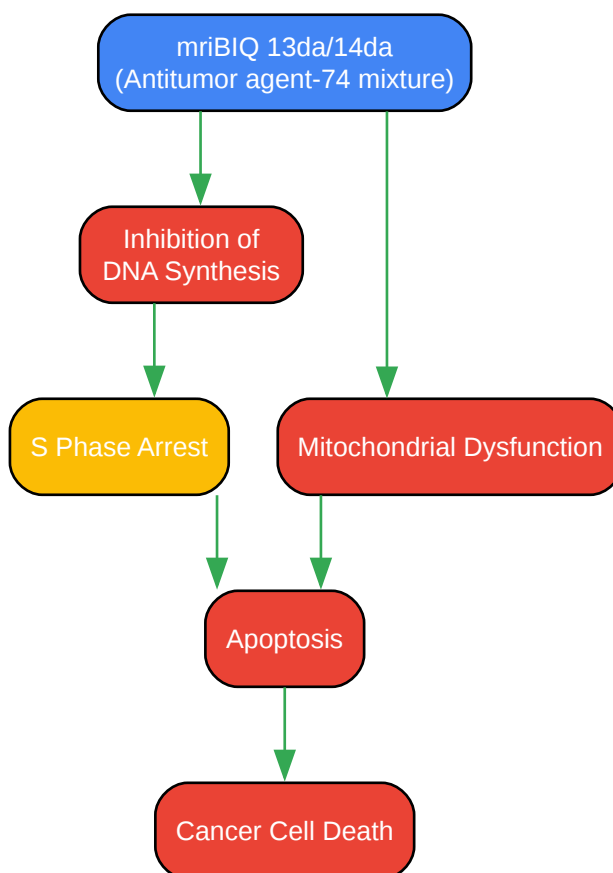 mriBIQ 13da/14da
(Antitumor agent-74 mixture)
Inhibition of
DNA Synthesis
S Phase Arrest
Mitochondrial Dysfunction
Apoptosis
Cancer Cell Death